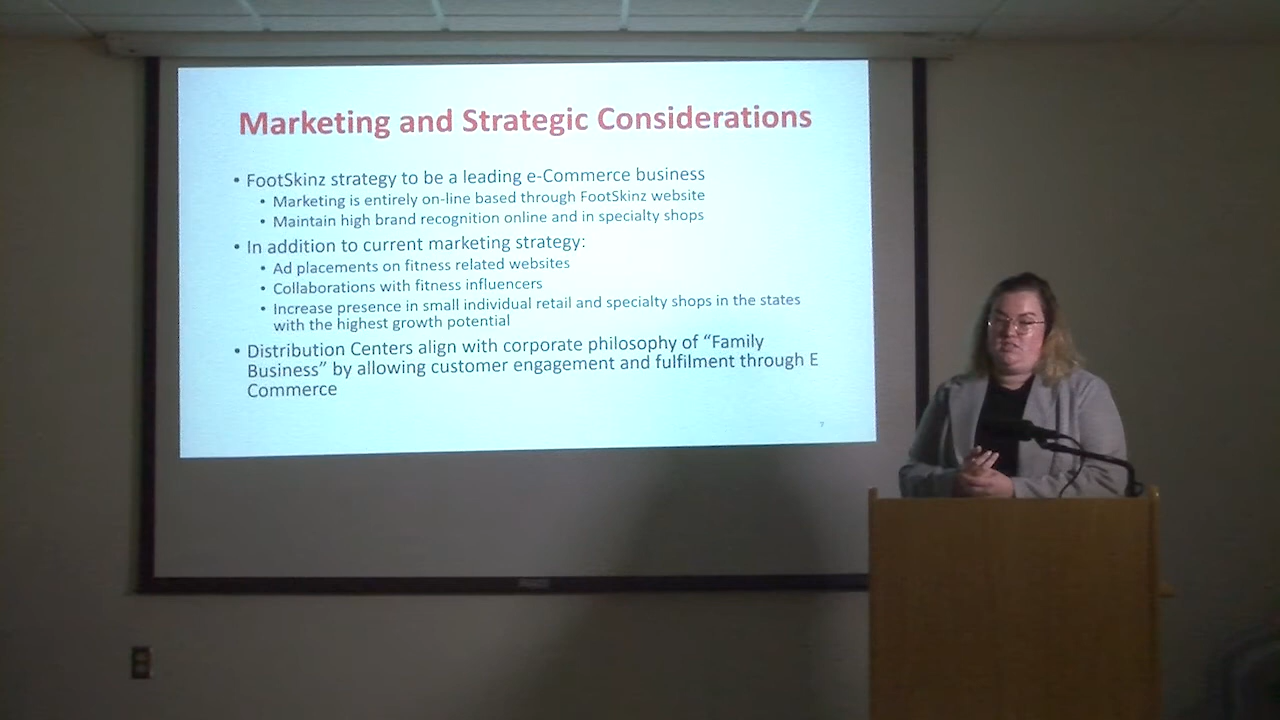 Marketing and Strategic Considerations
• FootSkinz strategy to be a leading e-Commerce business
• Marketing is entirely on-line based through FootSkinz website
• Maintain high brand recognition online and in specialty shops
• In addition to current marketing strategy:
• Ad placements on fitness related websites
• Collaborations with fitness influencers
• Increase presence in small individual retail and specialty shops in the states
with the highest growth potential
• Distribution Centers align with corporate philosophy of “Family
Business” by allowing customer engagement and fulfilment through E
Commerce
7